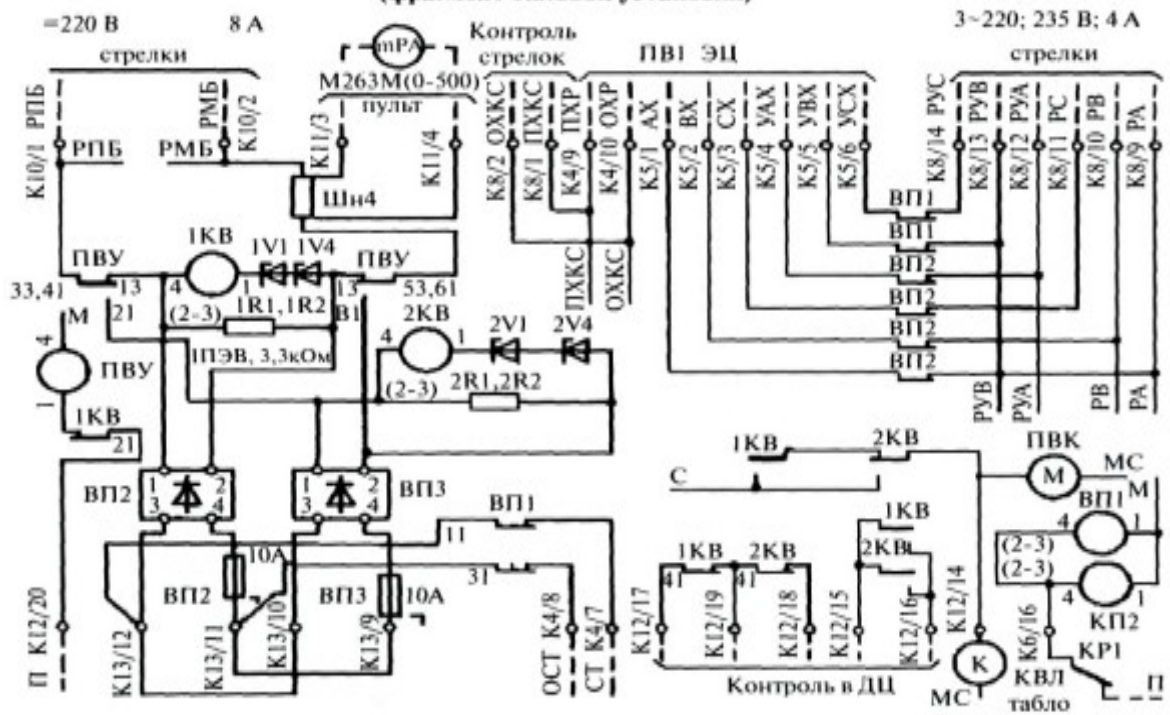 =220 В
8 А
стрелки
mPA
М263М(0-500)
пульт
Контроль
стрелок
ПВ1 ЭЦ
3~220; 235 В; 4 А
стрелки
К10/1 РПБ
РМБ
К10/2
К11/3
К11/4
К8/2 ОХКС
К8/1 ПХКС
К4/9 ПХР
К4/10 ОХР
К5/1 АХ
К5/2 ВХ
К5/3 СХ
К5/4 УАХ
К5/5 УВХ
К5/6 УСХ
К8/14 РУС
К8/13 РУВ
К8/12 РУА
К8/11 РС
К8/10 РВ
К8/9 РА
РПБ
РМБ
Шн4
ВП1
ВП1
ВП2
ВП2
ВП2
ВП2
ПХКС
ОХКС
РУВ
РУА
РВ
РА
ПВУ
1КВ
1V1
1V4
ПВУ
33,41
13
4
1
13
53,61
М
21
(2-3)
1R1, 1R2
В1
2КВ
2V1
2V4
4
1
4
ПВУ
1
1ПЭВ, 3,3кОм
(2-3)
2R1,2R2
1КВ
21
ВП2
1 2
3 4
1 2
3 4
ВП3
ВП1
11
31
10А
ВП2
ВП3
10А
П К12/20
К13/12
К13/11
К13/10
К13/9
ОСТ К4/8
СТ К4/7
1КВ
2КВ
С
ПВК
М
МС
М
ВП1
4
1
(2-3)
(2-3)
4
1
КП2
1КВ
2КВ
41
41
1КВ
2КВ
К12/17
К12/19
К12/18
К12/15
К12/16
К12/14
К6/16
К
МС
КР1
КВЛ
табло
П
Контроль в ДЦ